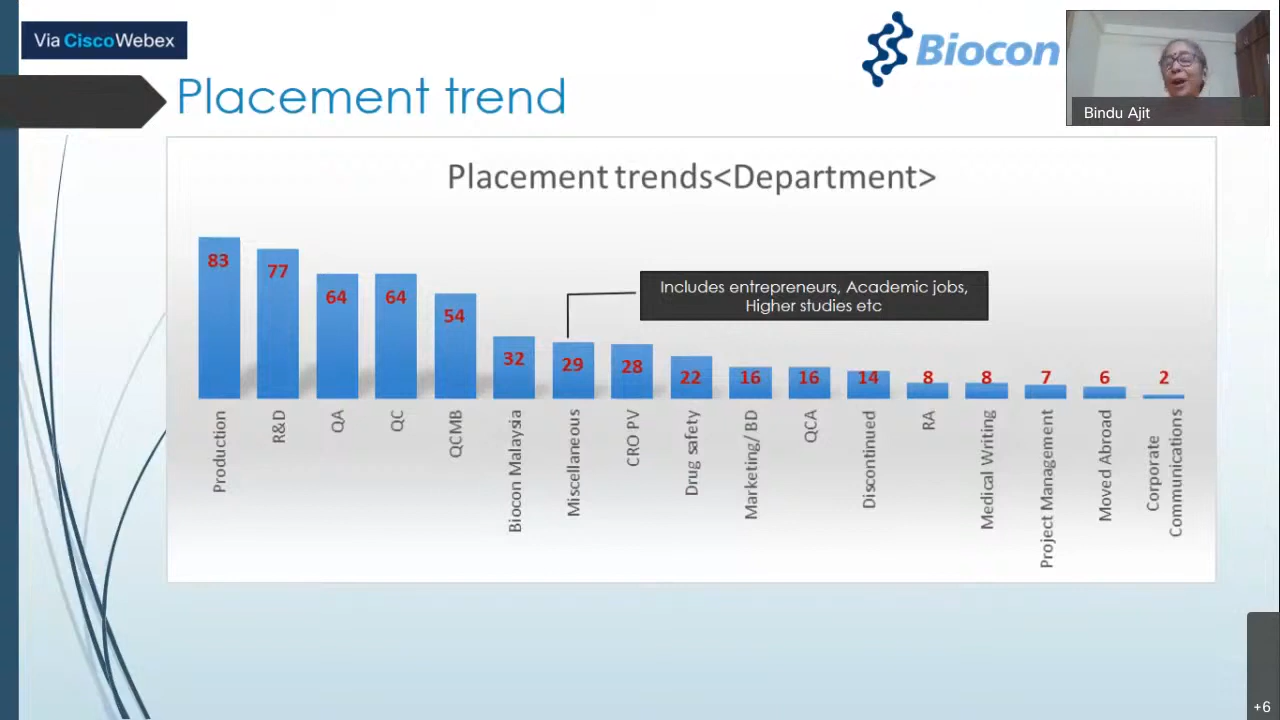 Via CiscoWebex
Biocon
Bindu Ajit
Placement trend
Placement trends<Department>
83
77
64
64
54
32
29
28
22
16
16
14
8
8
7
6
2
Includes entrepreneurs, Academic jobs,
Higher studies etc
Production
R&D
QA
QC
QCMB
Biocon Malaysia
Miscellaneous
CRO PV
Drug safety
Marketing/ BD
QCA
Discontinued
RA
Medical Writing
Project Management
Moved Abroad
Corporate
Communications
+6